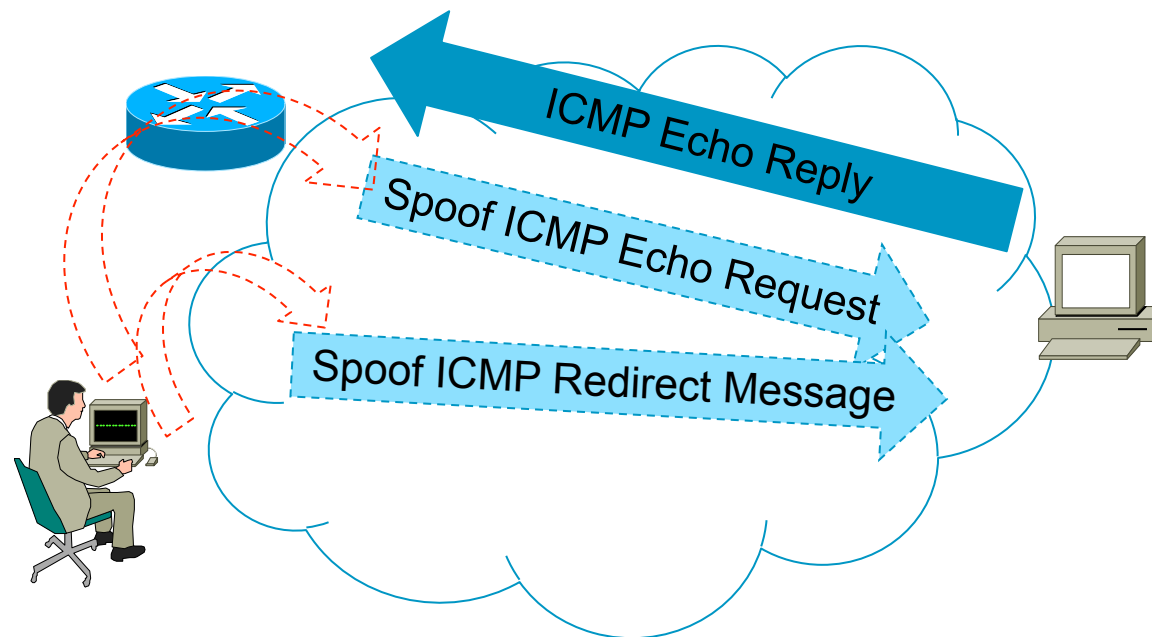 ICMP Echo Reply
Spoof ICMP Echo Request
Spoof ICMP Redirect Message